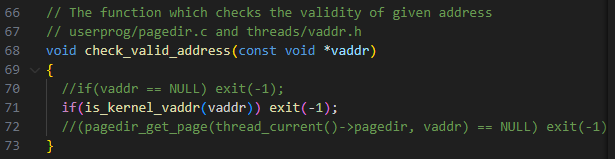 66 // The function which checks the validity of given address
67 // userprog/pagedir.c and threads/vaddr.h
68 void check_valid_address(const void *vaddr)
69 {
70 //if(vaddr == NULL) exit(-1);
71 if(is_kernel_vaddr(vaddr)) exit(-1);
72 //(pagedir_get_page(thread_current()->pagedir, vaddr) == NULL) exit(-1)
73 }